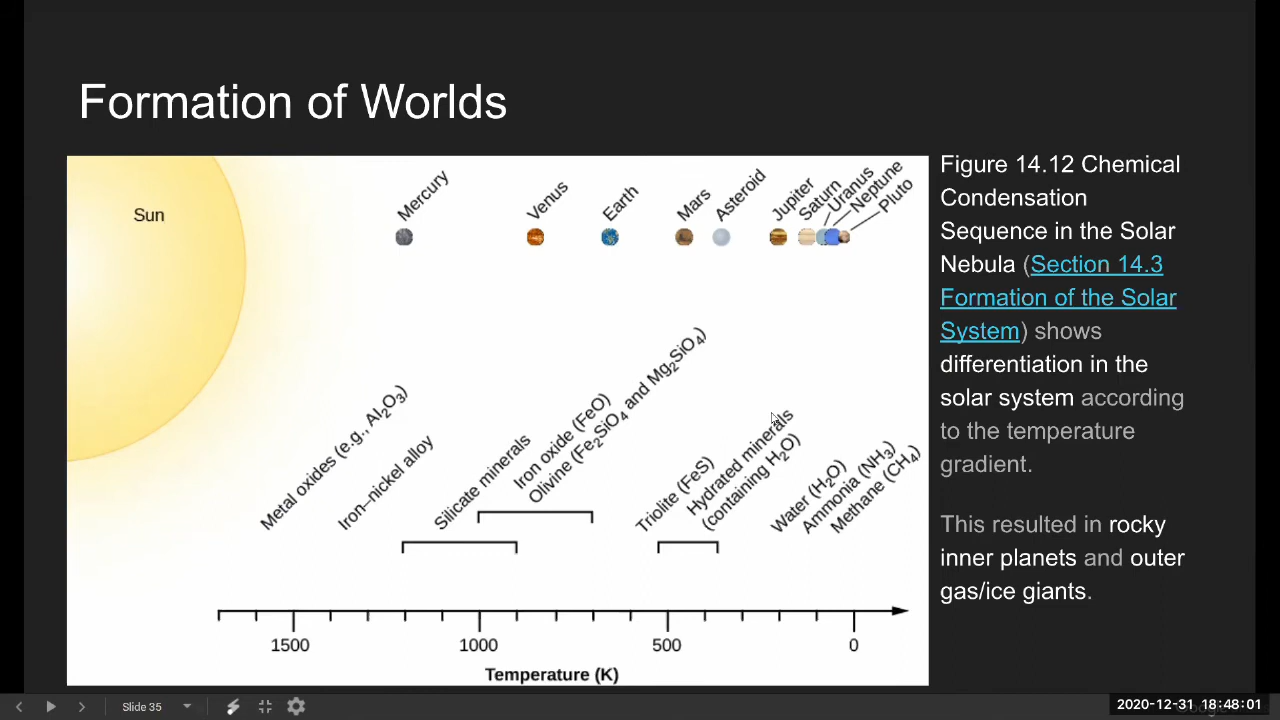 Formation of Worlds
Sun
Mercury
Venus
Earth
Mars
Asteroid
Jupiter
Saturn
Uranus
Neptune
Pluto
Metal oxides (e.g., Al₂O₃)
Iron–nickel alloy
Silicate minerals
Iron oxide (FeO)
Olivine (Fe₂SiO₄ and Mg₂SiO₄)
Triolite (FeS)
Hydrated minerals
(containing H₂O)
Water (H₂O)
Ammonia (NH₃)
Methane (CH₄)
1500
1000
500
0
Temperature (K)
Figure 14.12 Chemical
Condensation
Sequence in the Solar
Nebula (Section 14.3
Formation of the Solar
System) shows
differentiation in the
solar system according
to the temperature
gradient.
This resulted in rocky
inner planets and outer
gas/ice giants.
Slide 35
2020-12-31 18:48:01